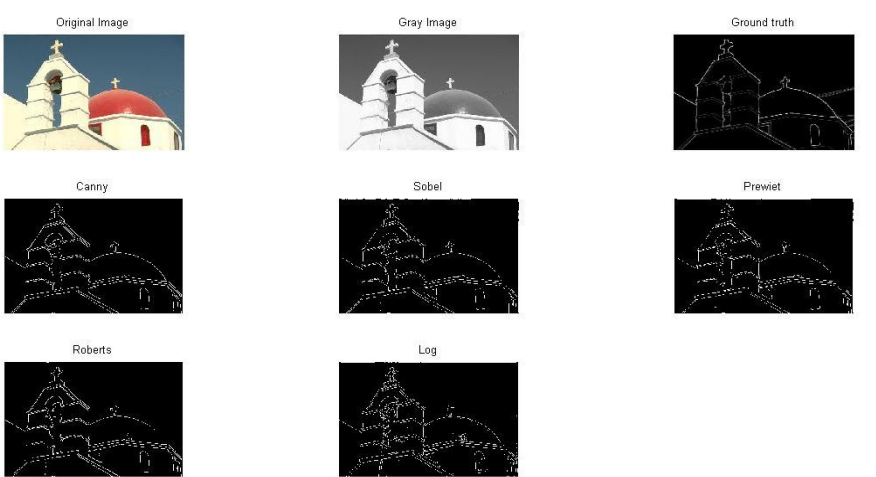 Original Image
Gray Image
Ground truth
Canny
Sobel
Prewiet
Roberts
Log